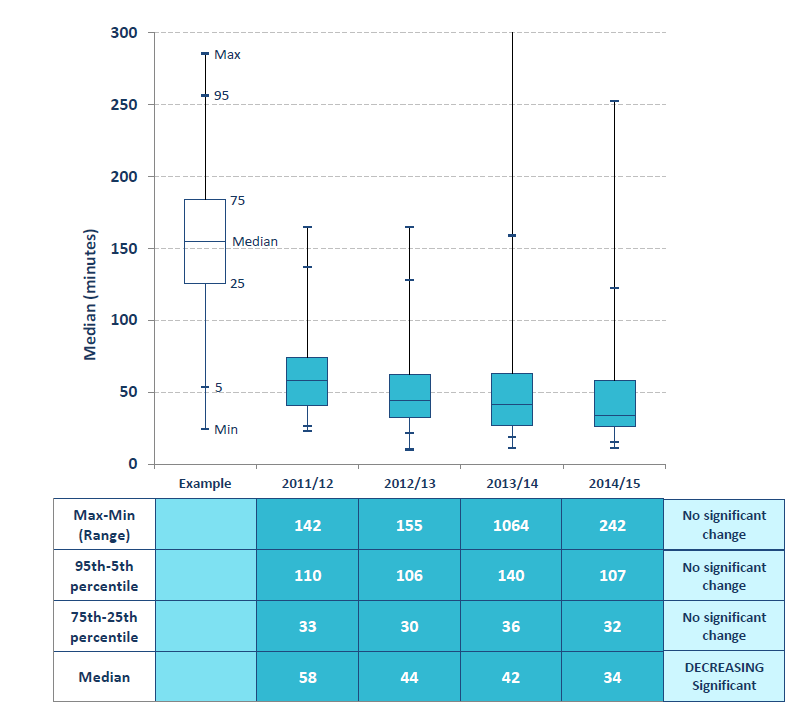 300
Max
95
250
200
75
Median
150
25
100
50
5
Min
0
Median (minutes)
Example 2011/12 2012/13 2013/14 2014/15
Max-Min
(Range)
142 155 1064 242
No significant
change
95th-5th
percentile
110 106 140 107
No significant
change
75th-25th
percentile
33 30 36 32
No significant
change
Median
58 44 42 34
DECREASING
Significant